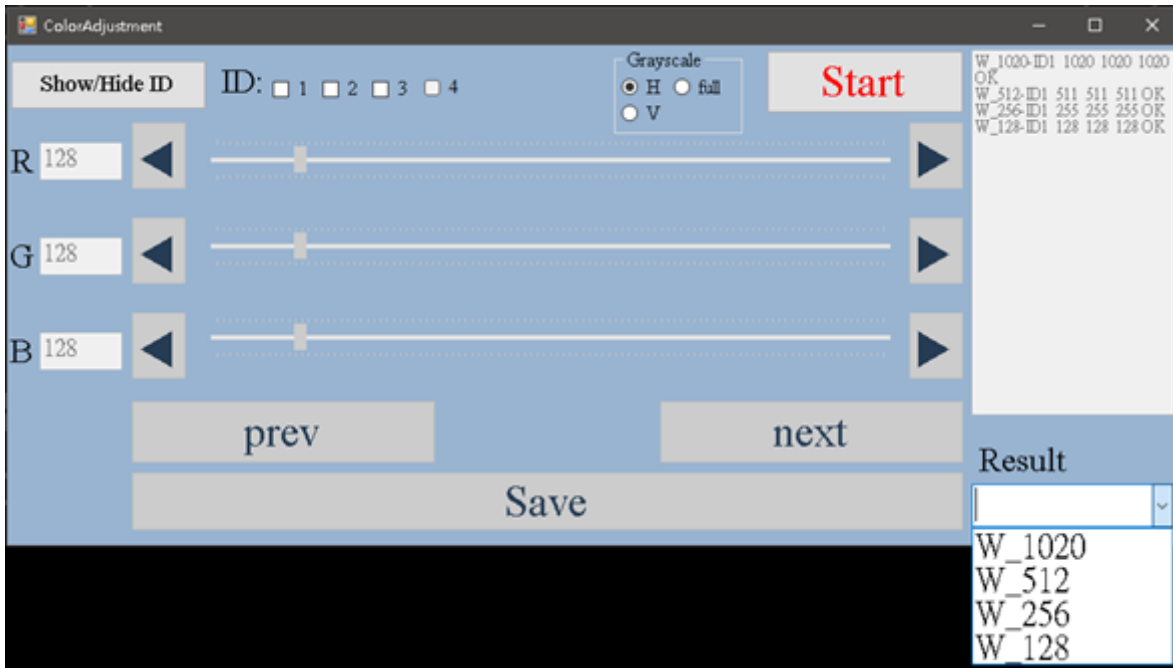 ColorAdjustment
Show/Hide ID
ID: 1 2 3 4
Grayscale
H full
V
Start
W_1020-ID1 1020 1020 1020
OK
W_512-ID1 511 511 511 OK
W_256-ID1 255 255 255 OK
W_128-ID1 128 128 128 OK
R 128
G 128
B 128
prev
next
Save
Result
W_1020
W_512
W_256
W_128